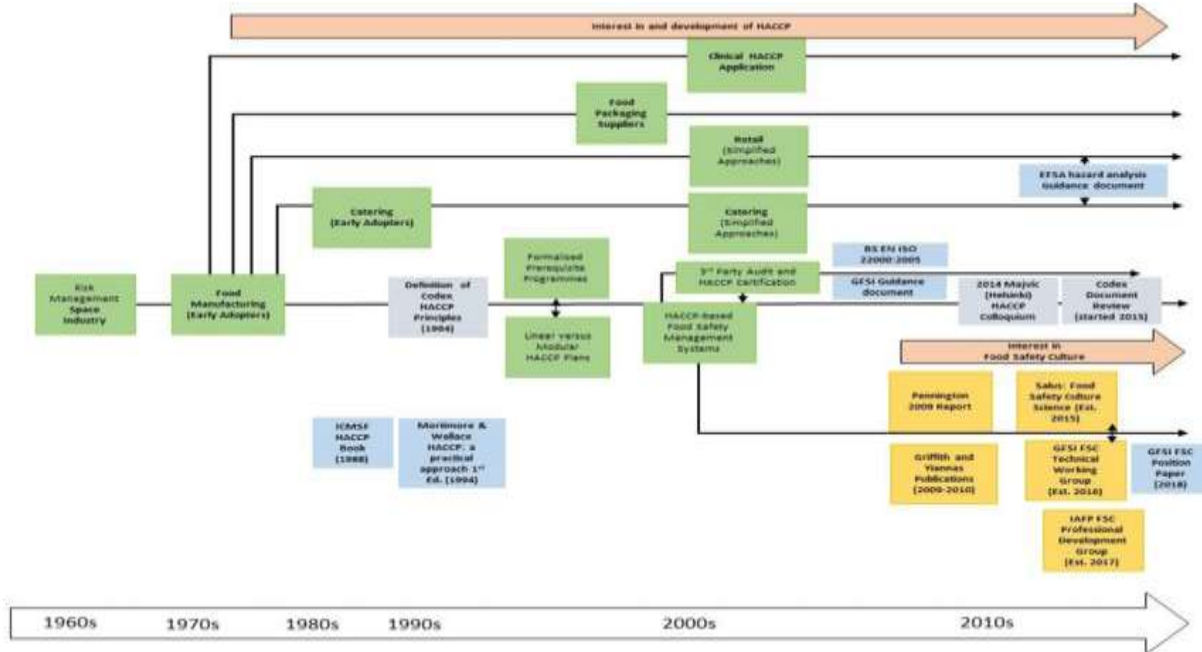 Interest in and development of HACCP
Clinical HACCP
Application
Food
Packaging
Suppliers
Retail
(Simplified
Approaches)
EFSA hazard analysis
Guidance document
Catering
(Early Adopters)
Catering
(Simplified
Approaches)
Formalised
Prerequisite
Programmes
BS EN ISO
22000:2005
3rd Party Audit and
HACCP Certification
GFSI Guidance
document
Risk
Management
Space
Industry
Food
Manufacturing
(Early Adopters)
Definition of
Codex
HACCP
Principles
(1994)
2014 Majvic
(Helsinki)
HACCP
Colloquium
Codex
Document
Review
(started 2015)
Linear versus
Modular
HACCP Plans
HACCP-based
Food Safety
Management
Systems
Interest in
Food Safety Culture
Pennington
2009 Report
Salus: Food
Safety Culture
Science (Est.
2015)
ICMSF
HACCP
Book
(1988)
Mortimore &
Wallace
HACCP: a
practical
approach 1st
Ed. (1994)
Griffith and
Yiannas
Publications
(2009-2010)
GFSI FSC
Technical
Working
Group
(Est. 2016)
GFSI FSC
Position
Paper
(2018)
IAFP FSC
Professional
Development
Group
(Est. 2017)
1960s
1970s
1980s
1990s
2000s
2010s